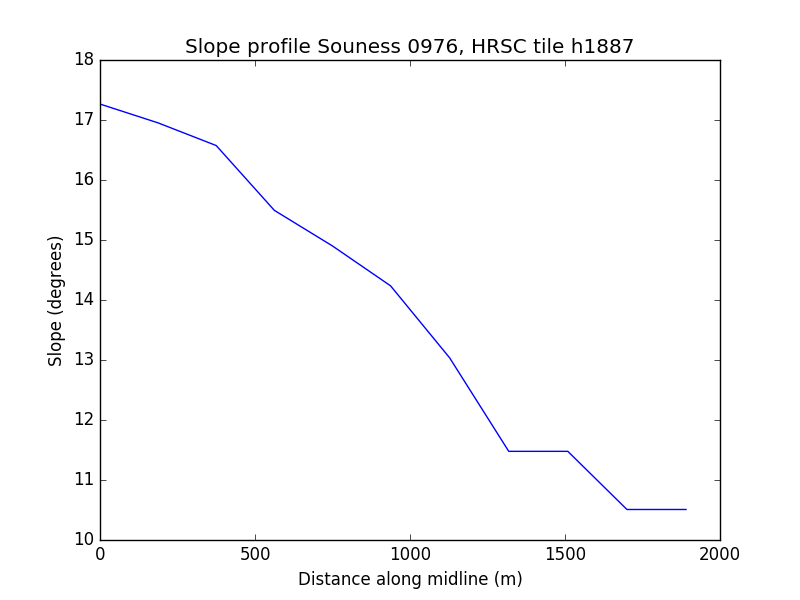 Slope profile Souness 0976, HRSC tile h1887
18
17
16
15
14
13
12
11
10
Slope (degrees)
0 500 1000 1500 2000
Distance along midline (m)